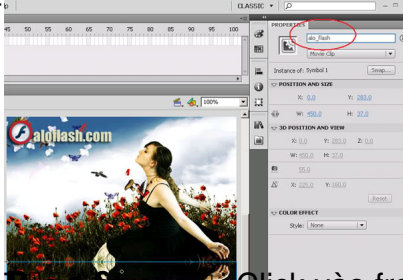 CLASSIC
PROPERTIES
45 50 55 60 65 70 75 80 85 90 95 100
alo_flash
Movie Clip
Instance of: Symbol 1
Swap...
POSITION AND SIZE
X: 0.0 Y: 283.0
W: 450.0 H: 37.0
100%
3D POSITION AND VIEW
X: 0.0 Y: 283.0 Z: 0.0
W: 450.0 H: 37.0
55.0
X: 225.0
Reset
COLOR EFFECT
Style: None
aloflash.com
Click vào